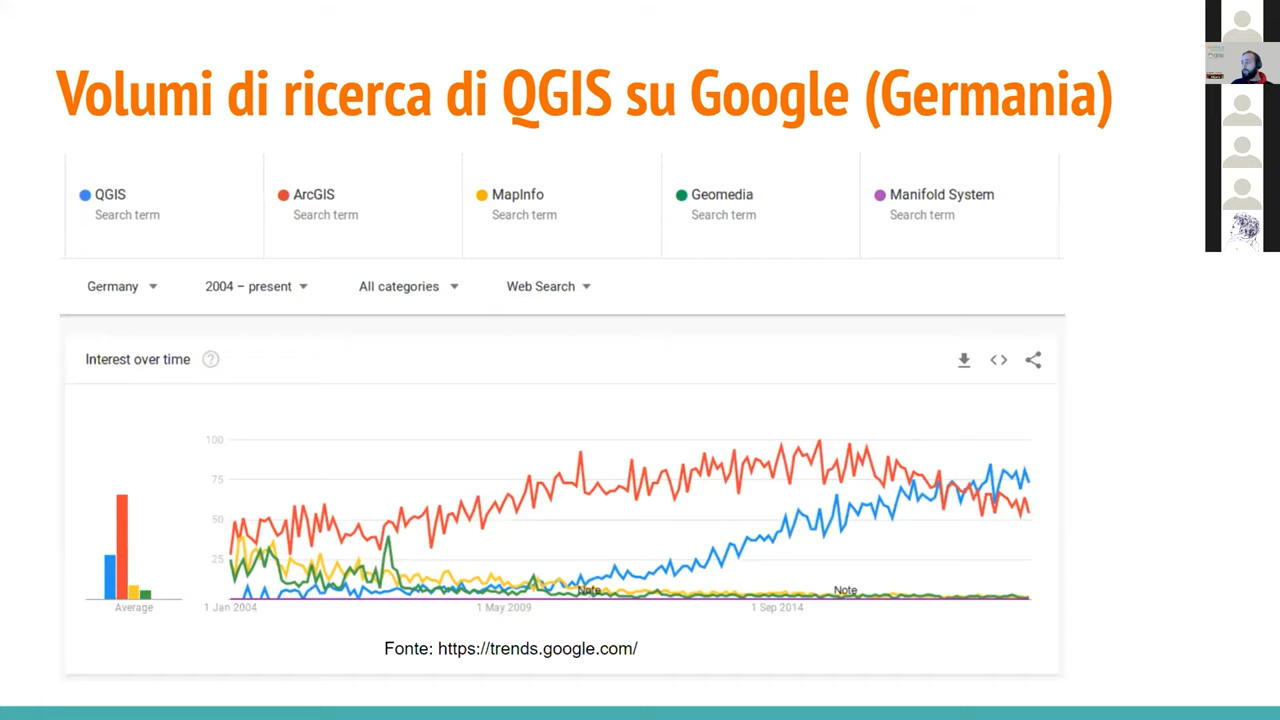 Volumi di ricerca di QGIS su Google (Germania)
QGIS
Search term
ArcGIS
Search term
MapInfo
Search term
Geomedia
Search term
Manifold System
Search term
Germany
2004 – present
All categories
Web Search
Interest over time
?
100
75
50
25
Note
Note
Average
1 Jan 2004
1 May 2009
1 Sep 2014
Fonte: https://trends.google.com/